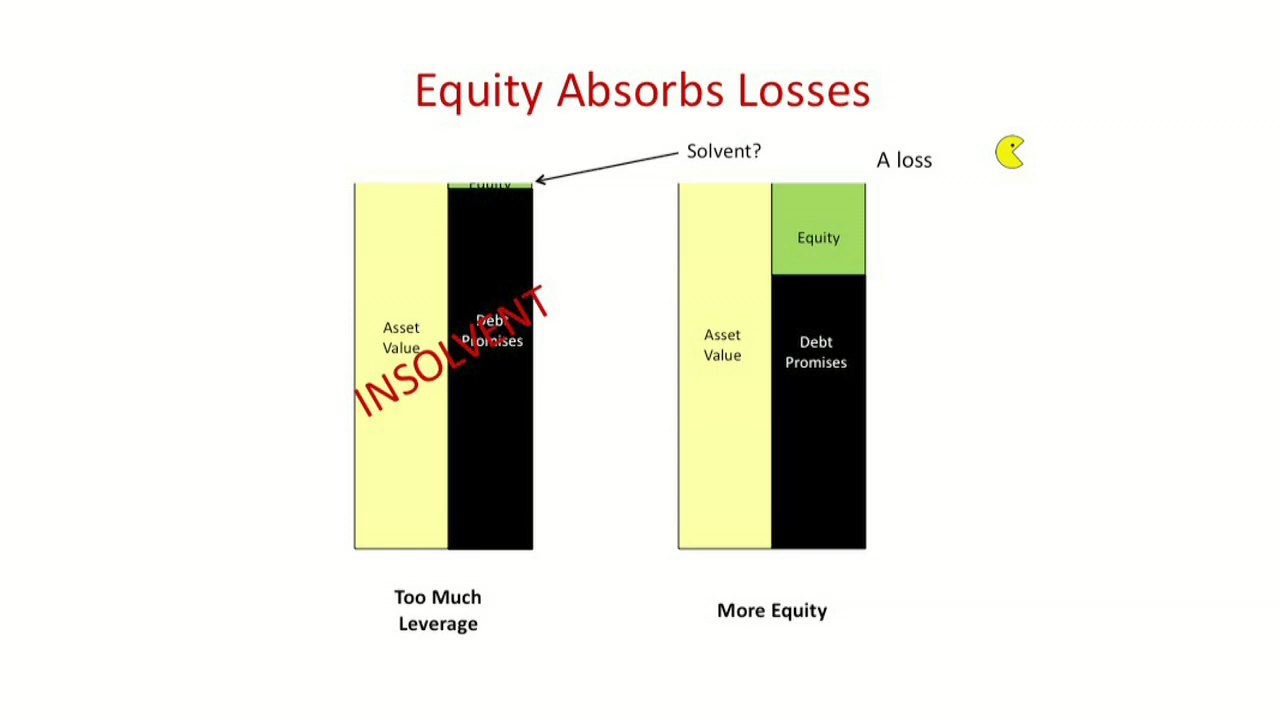 Equity Absorbs Losses
Solvent?
A loss
Equity
Asset
Value
Debt
Promises
INSOLVENT
Equity
Asset
Value
Debt
Promises
Too Much
Leverage
More Equity